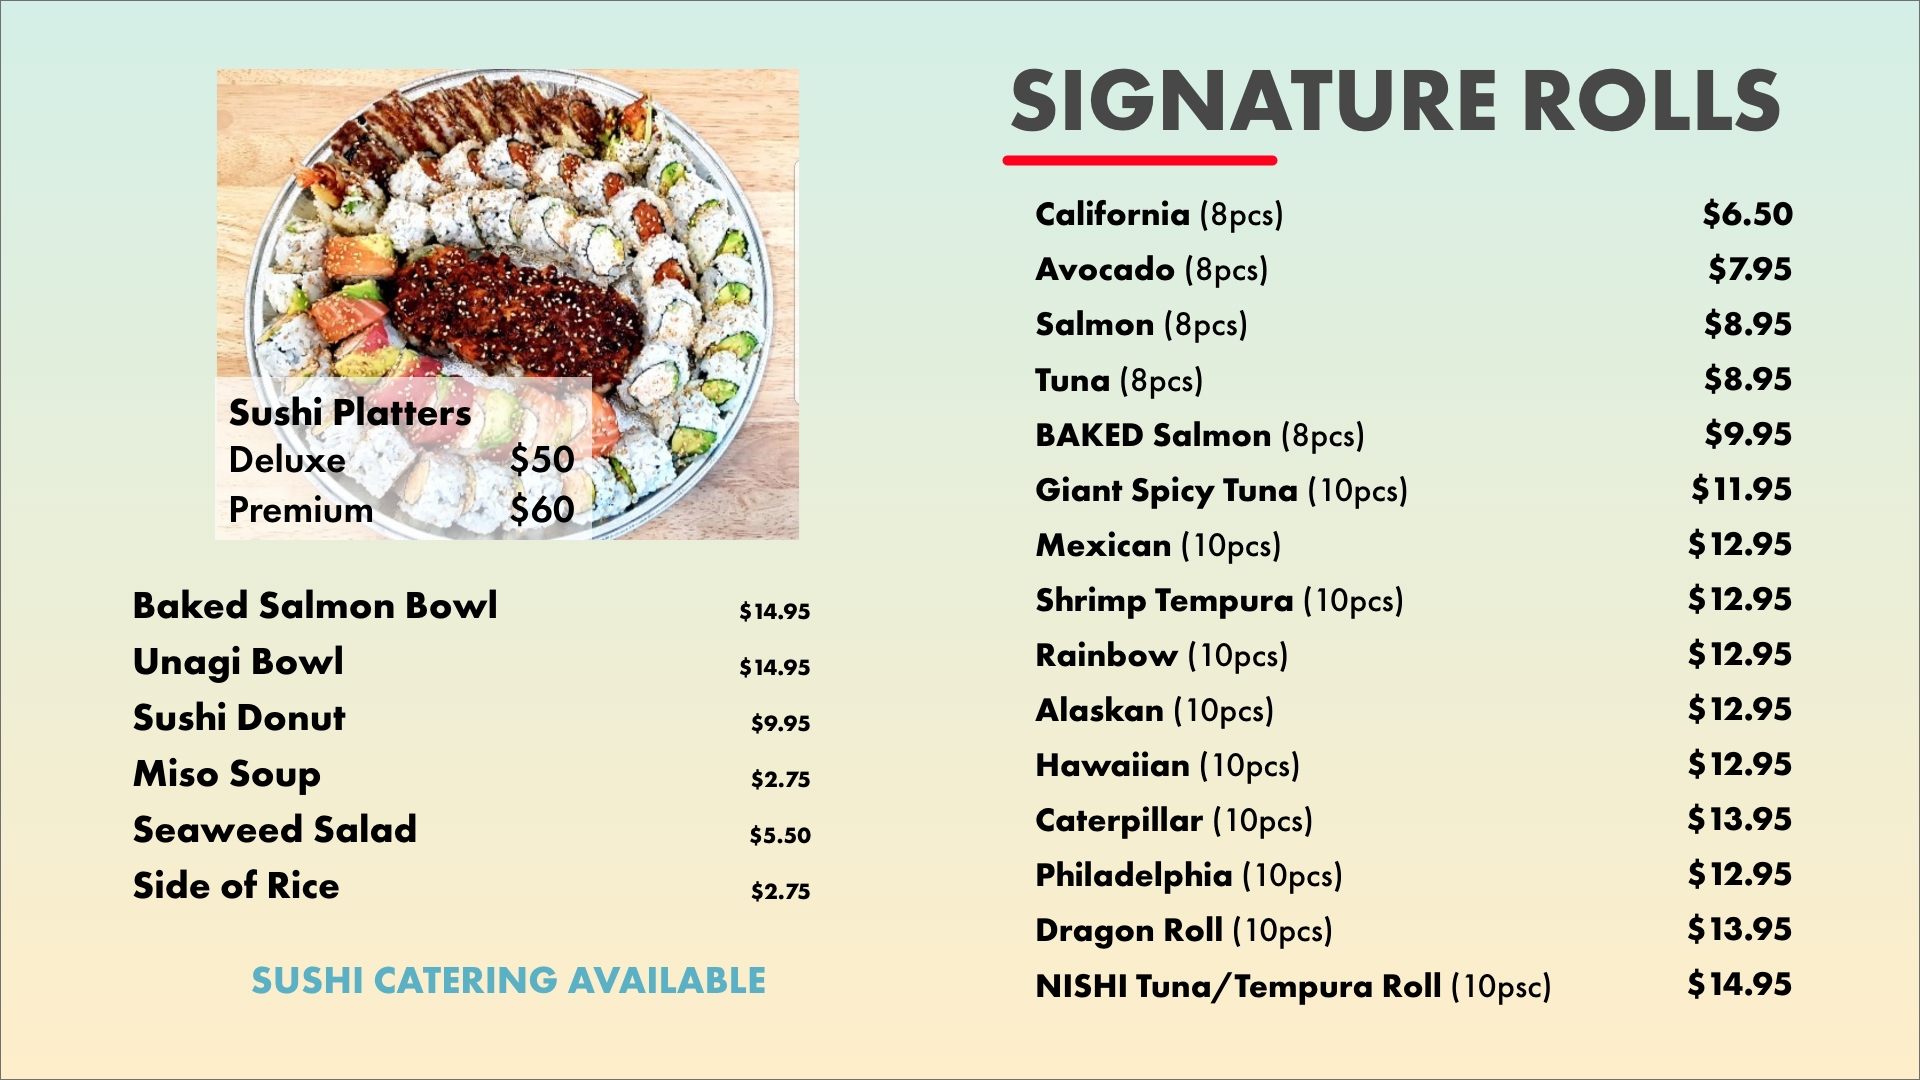 Sushi Platters
Deluxe $50
Premium $60
Baked Salmon Bowl $14.95
Unagi Bowl $14.95
Sushi Donut $9.95
Miso Soup $2.75
Seaweed Salad $5.50
Side of Rice $2.75
SUSHI CATERING AVAILABLE
SIGNATURE ROLLS
California (8pcs) $6.50
Avocado (8pcs) $7.95
Salmon (8pcs) $8.95
Tuna (8pcs) $8.95
BAKED Salmon (8pcs) $9.95
Giant Spicy Tuna (10pcs) $11.95
Mexican (10pcs) $12.95
Shrimp Tempura (10pcs) $12.95
Rainbow (10pcs) $12.95
Alaskan (10pcs) $12.95
Hawaiian (10pcs) $12.95
Caterpillar (10pcs) $13.95
Philadelphia (10pcs) $12.95
Dragon Roll (10pcs) $13.95
NISHI Tuna/Tempura Roll (10psc) $14.95